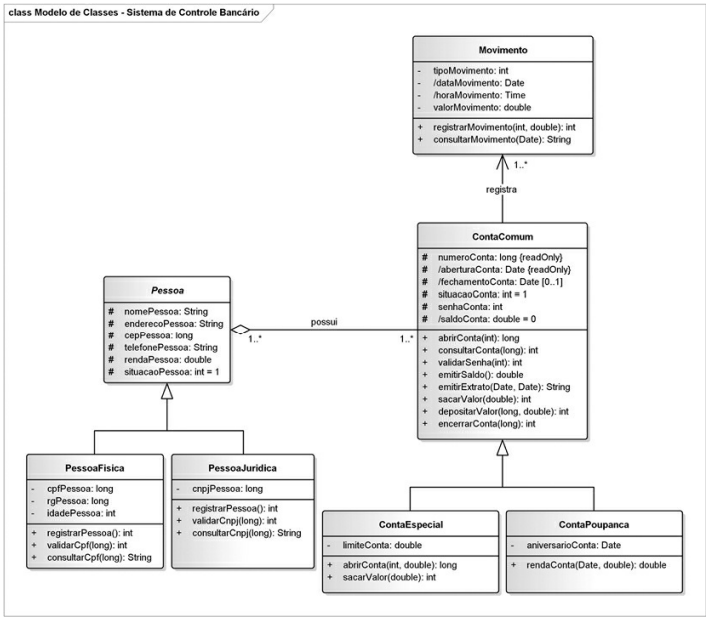 class Modelo de Classes - Sistema de Controle Bancário
Movimento
- tipoMovimento: int
- /dataMovimento: Date
- /horaMovimento: Time
- valorMovimento: double
+ registrarMovimento(int, double): int
+ consultarMovimento(Date): String
1..*
registra
ContaComum
# numeroConta: long {readOnly}
# /aberturaConta: Date {readOnly}
# /fechamentoConta: Date [0..1]
# situacaoConta: int = 1
# senhaConta: int
# /saldoConta: double = 0
+ abrirConta(int): long
+ consultarConta(long): int
+ validarSenha(int): int
+ emitirSaldo(): double
+ emitirExtrato(Date, Date): String
+ sacarValor(double): int
+ depositarValor(long, double): int
+ encerrarConta(long): int
Pessoa
# nomePessoa: String
# enderecoPessoa: String
# cepPessoa: long
# telefonePessoa: String
# rendaPessoa: double
# situacaoPessoa: int = 1
possui
1..*
1..*
PessoaFisica
- cpfPessoa: long
- rgPessoa: long
- idadePessoa: int
+ registrarPessoa(): int
+ validarCpf(long): int
+ consultarCpf(long): String
PessoaJuridica
- cnpjPessoa: long
+ registrarPessoa(): int
+ validarCnpj(long): int
+ consultarCnpj(long): String
ContaEspecial
- limiteConta: double
+ abrirConta(int, double): long
+ sacarValor(double): int
ContaPoupanca
- aniversarioConta: Date
+ rendaConta(Date, double): double